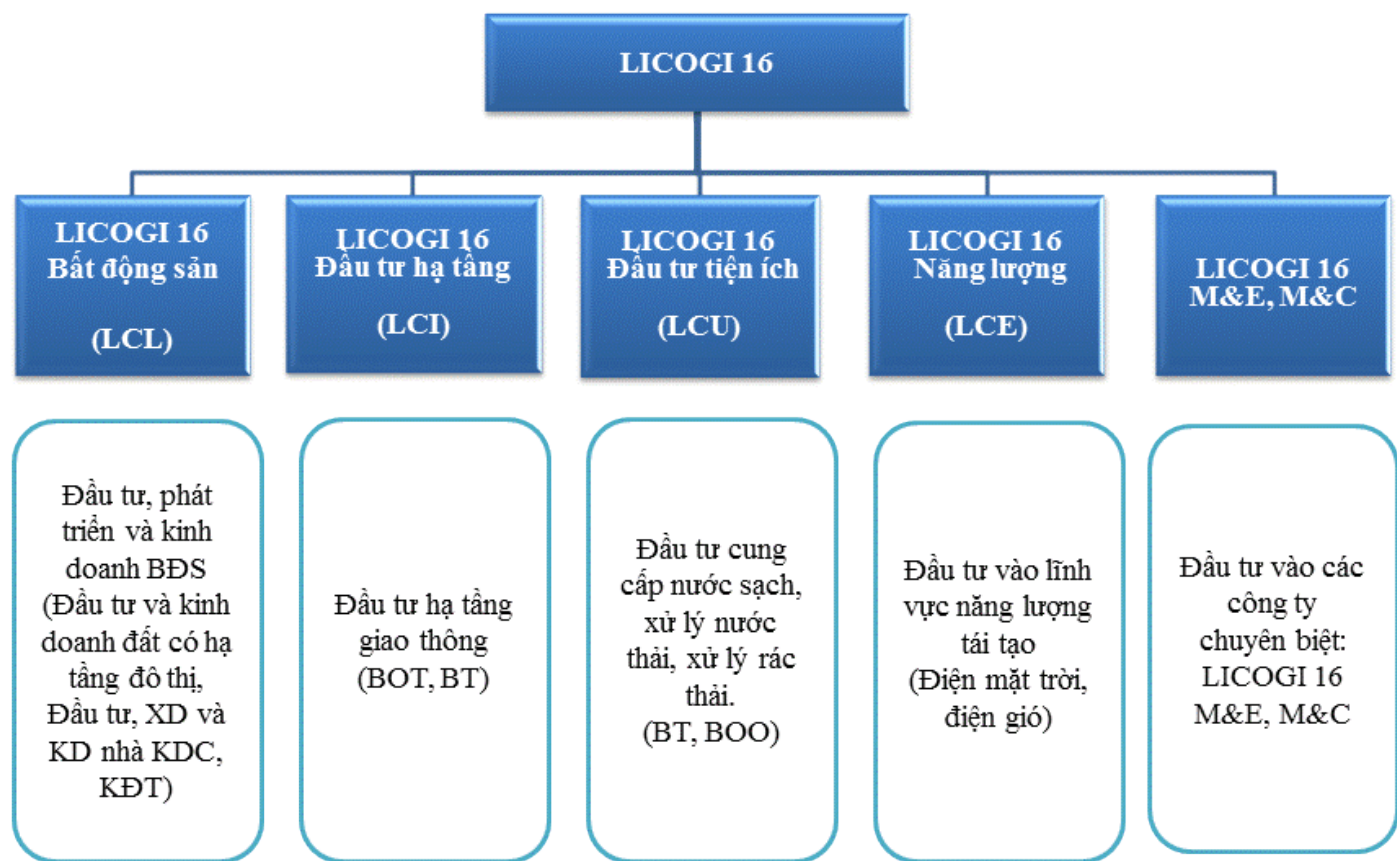 LICOGI 16
LICOGI 16
Bất động sản
(LCL)
LICOGI 16
Đầu tư hạ tầng
(LCI)
LICOGI 16
Đầu tư tiện ích
(LCU)
LICOGI 16
Năng lượng
(LCE)
LICOGI 16
M&E, M&C
Đầu tư, phát
triển và kinh
doanh BĐS
(Đầu tư và kinh
doanh đất có hạ
tầng đô thị,
Đầu tư, XD và
KD nhà KDC,
KĐT)
Đầu tư hạ tầng
giao thông
(BOT, BT)
Đầu tư cung
cấp nước sạch,
xử lý nước
thải, xử lý rác
thải.
(BT, BOO)
Đầu tư vào lĩnh
vực năng lượng
tái tạo
(Điện mặt trời,
điện gió)
Đầu tư vào các
công ty
chuyên biệt:
LICOGI 16
M&E, M&C